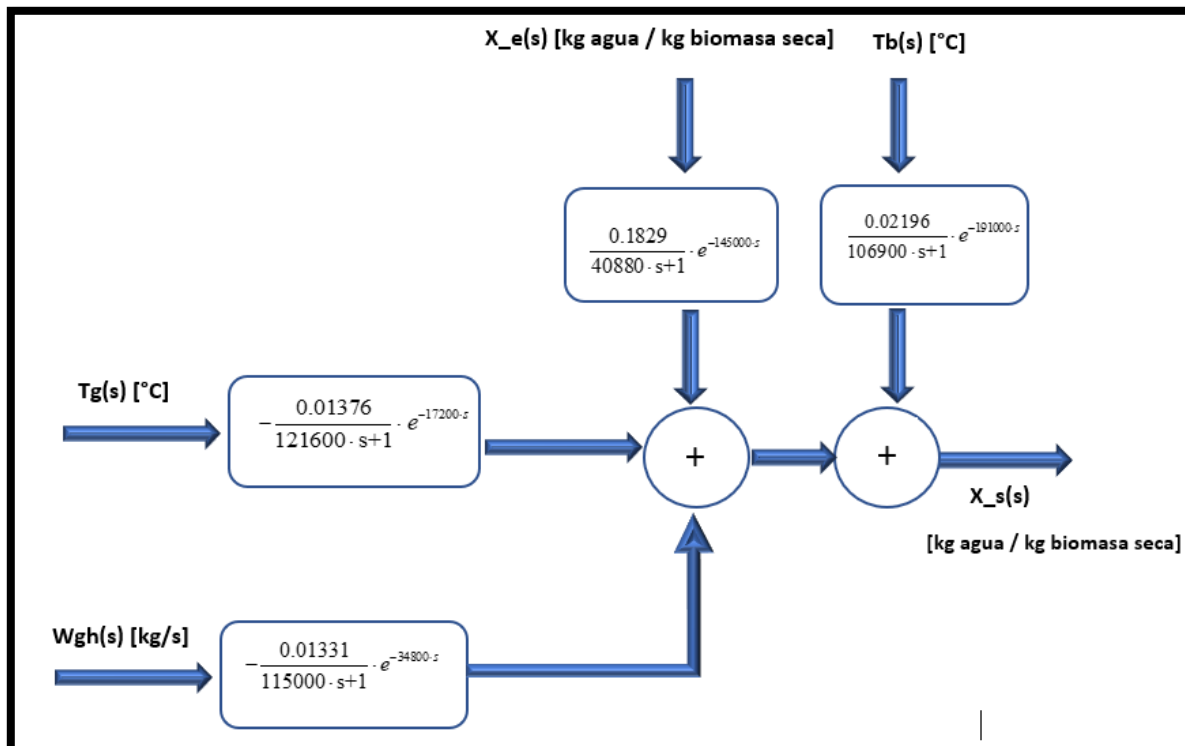 X_e(s) [kg agua / kg biomasa seca]
Tb(s) [°C]
0.1829
40880 · s+1
· e^{-145000·s}
0.02196
106900 · s+1
· e^{-191000·s}
Tg(s) [°C]
0.01376
−
121600 · s+1
· e^{-17200·s}
+
+
X_s(s)
[kg agua / kg biomasa seca]
Wgh(s) [kg/s]
0.01331
−
115000 · s+1
· e^{-34800·s}